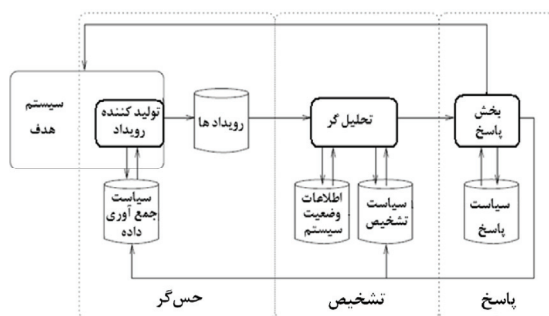 سیستم
هدف
تولید کننده
رویداد
رویداد ها
تحلیل گر
بخش
پاسخ
سیاست
جمع آوری
داده
اطلاعات
وضعیت
سیستم
سیاست
تشخیص
سیاست
پاسخ
حس‌گر
تشخیص
پاسخ